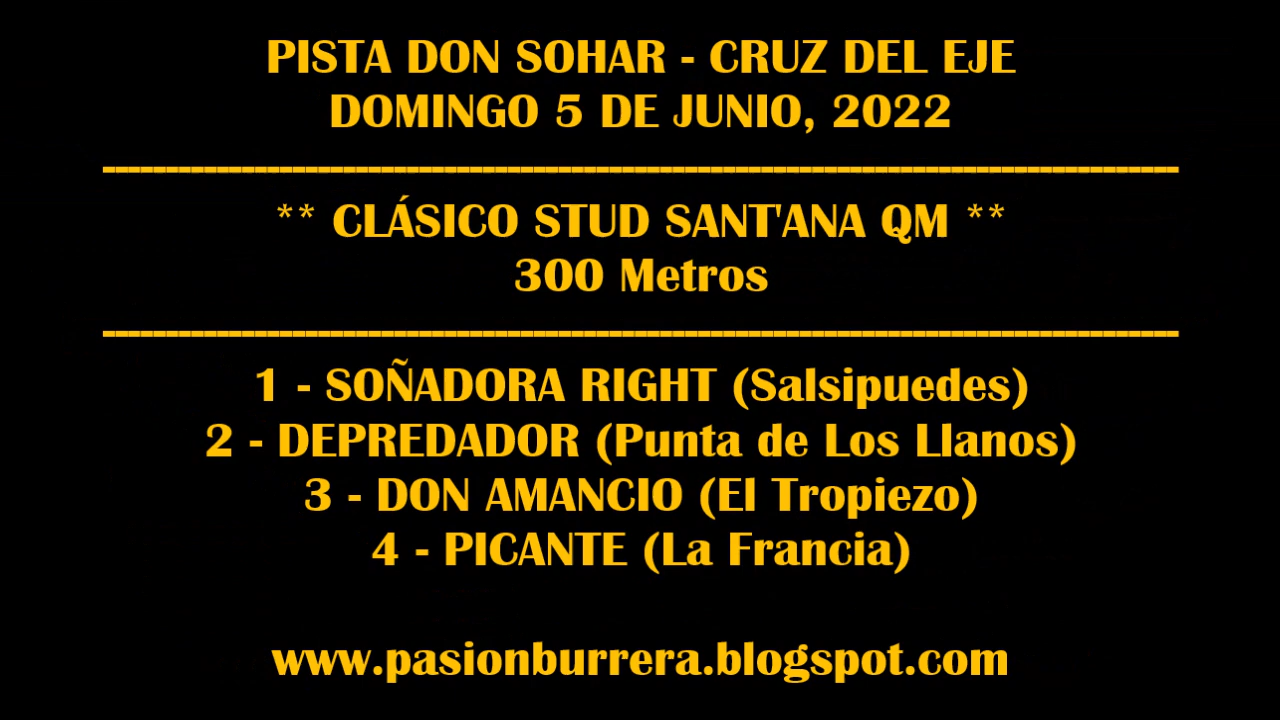 PISTA DON SOHAR - CRUZ DEL EJE
DOMINGO 5 DE JUNIO, 2022
** CLÁSICO STUD SANT'ANA QM **
300 Metros
1 - SOÑADORA RIGHT (Salsipuedes)
2 - DEPREDADOR (Punta de Los Llanos)
3 - DON AMANCIO (El Tropiezo)
4 - PICANTE (La Francia)
www.pasionburrera.blogspot.com